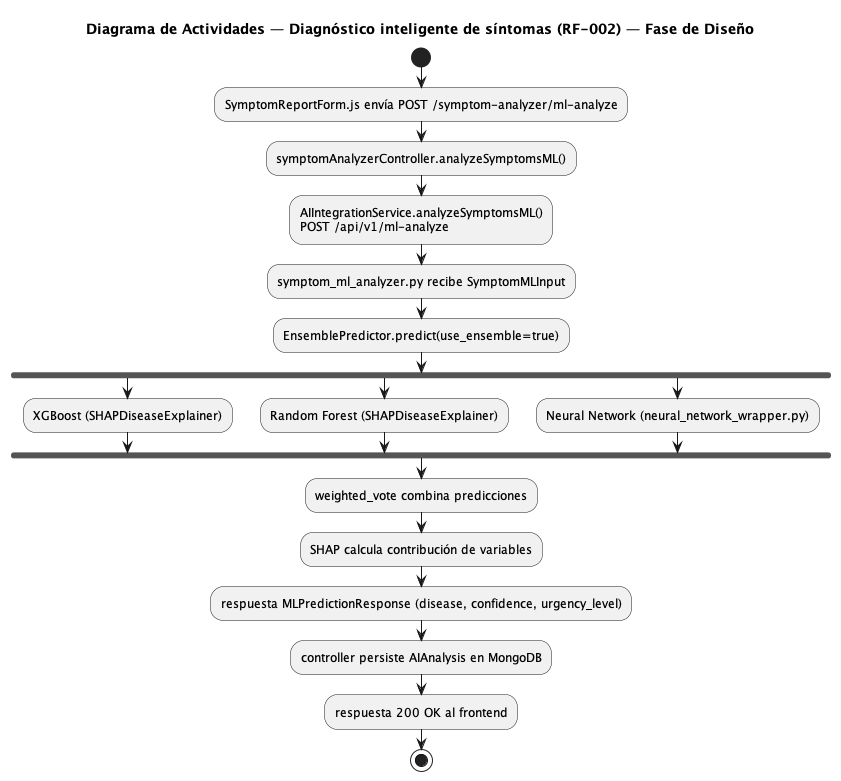 Diagrama de Actividades — Diagnóstico inteligente de síntomas (RF-002) — Fase de Diseño
SymptomReportForm.js envía POST /symptom-analyzer/ml-analyze
symptomAnalyzerController.analyzeSymptomsML()
AIIntegrationService.analyzeSymptomsML()
POST /api/v1/ml-analyze
symptom_ml_analyzer.py recibe SymptomMLInput
EnsemblePredictor.predict(use_ensemble=true)
XGBoost (SHAPDiseaseExplainer)
Random Forest (SHAPDiseaseExplainer)
Neural Network (neural_network_wrapper.py)
weighted_vote combina predicciones
SHAP calcula contribución de variables
respuesta MLPredictionResponse (disease, confidence, urgency_level)
controller persiste AIAnalysis en MongoDB
respuesta 200 OK al frontend